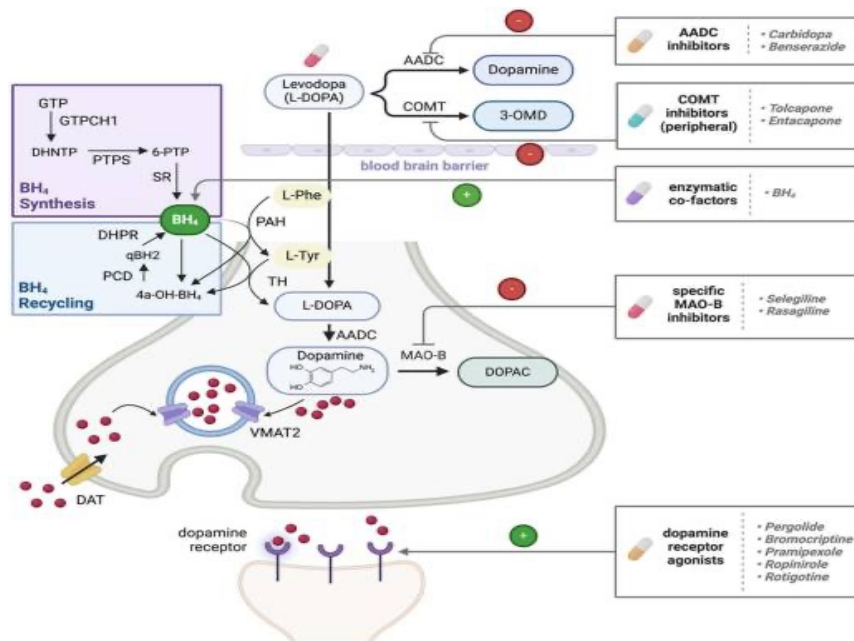 AADC
inhibitors
• Carbidopa
• Benserazide
-
AADC
Levodopa
(L-DOPA)
Dopamine
COMT
3-OMD
COMT
inhibitors
(peripheral)
• Tolcapone
• Entacapone
-
blood brain barrier
GTP
GTPCH1
DHNTP
PTPS
6-PTP
SR
BH₄
Synthesis
BH₄
enzymatic
co-factors
• BH₄
+
L-Phe
PAH
L-Tyr
TH
DHPR
qBH2
PCD
4a-OH-BH₄
BH₄
Recycling
L-DOPA
AADC
Dopamine
HO
HO
NH₂
MAO-B
DOPAC
-
specific
MAO-B
inhibitors
• Selegiline
• Rasagiline
VMAT2
DAT
dopamine
receptor
+
dopamine
receptor
agonists
• Pergolide
• Bromocriptine
• Pramipexole
• Ropinirole
• Rotigotine